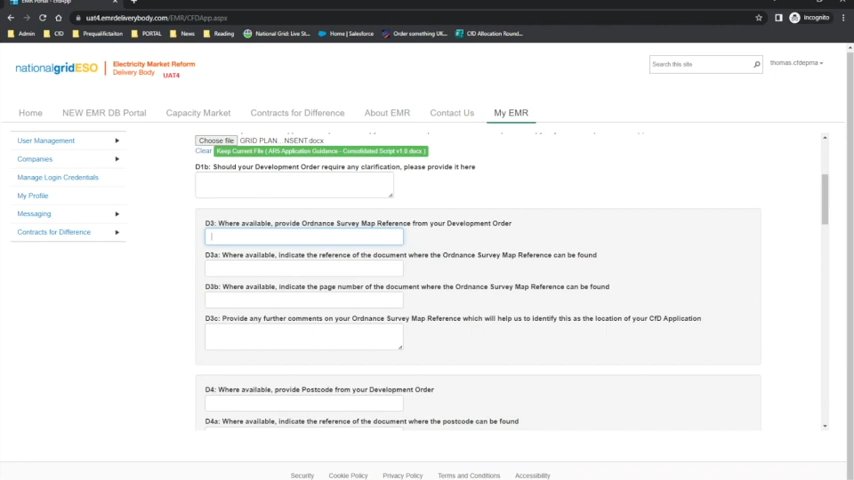 EMR Portal - CfdApp
uat4.emrdeliverybody.com/EMR/CFDApp.aspx
Incognito
Admin
CfD
Prequalificaiton
PORTAL
News
Reading
National Grid: Live St...
Home | Salesforce
Order something UK...
CfD Allocation Round...
nationalgridESO
Electricity Market Reform
Delivery Body UAT4
Search this site
thomas.cfdepma
Home
NEW EMR DB Portal
Capacity Market
Contracts for Difference
About EMR
Contact Us
My EMR
User Management
Companies
Manage Login Credentials
My Profile
Messaging
Contracts for Difference
Choose file GRID PLAN... NSENT.docx
Clear Keep Current File ( AR5 Application Guidance - Consolidated Script v1.0.docx )
D1b: Should your Development Order require any clarification, please provide it here
D3: Where available, provide Ordnance Survey Map Reference from your Development Order
D3a: Where available, indicate the reference of the document where the Ordnance Survey Map Reference can be found
D3b: Where available, indicate the page number of the document where the Ordnance Survey Map Reference can be found
D3c: Provide any further comments on your Ordnance Survey Map Reference which will help us to identify this as the location of your CfD Application
D4: Where available, provide Postcode from your Development Order
D4a: Where available, indicate the reference of the document where the postcode can be found
Security
Cookie Policy
Privacy Policy
Terms and Conditions
Accessibility